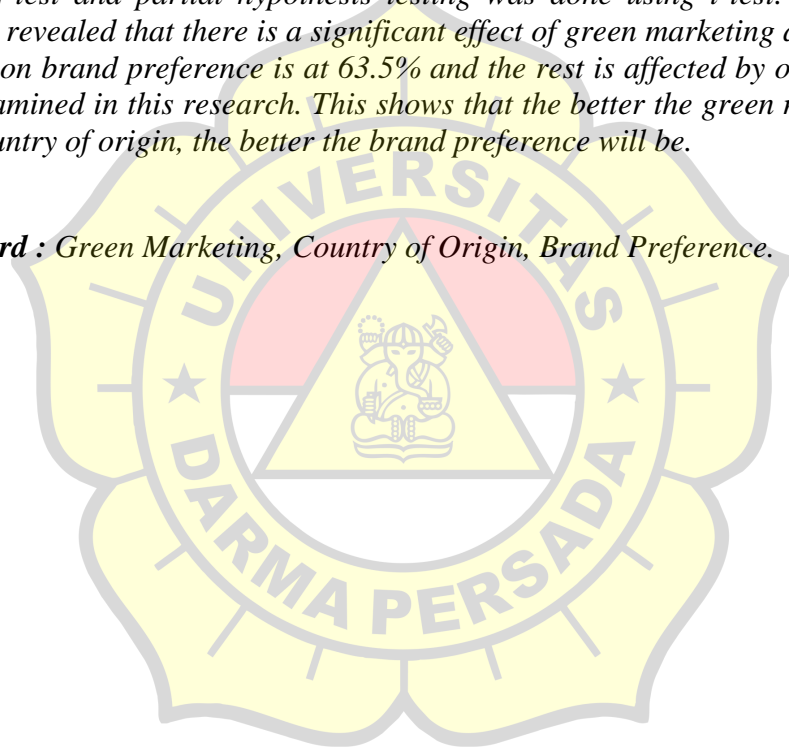 test and partial hypothesis testing was done using t-test.
revealed that there is a significant effect of green marketing
on brand preference is at 63.5% and the rest is affected by
amined in this research. This shows that the better the green
untry of origin, the better the brand preference will be.
rd : Green Marketing, Country of Origin, Brand Preference.
UNIVERSITAS
DARMA PERSADA